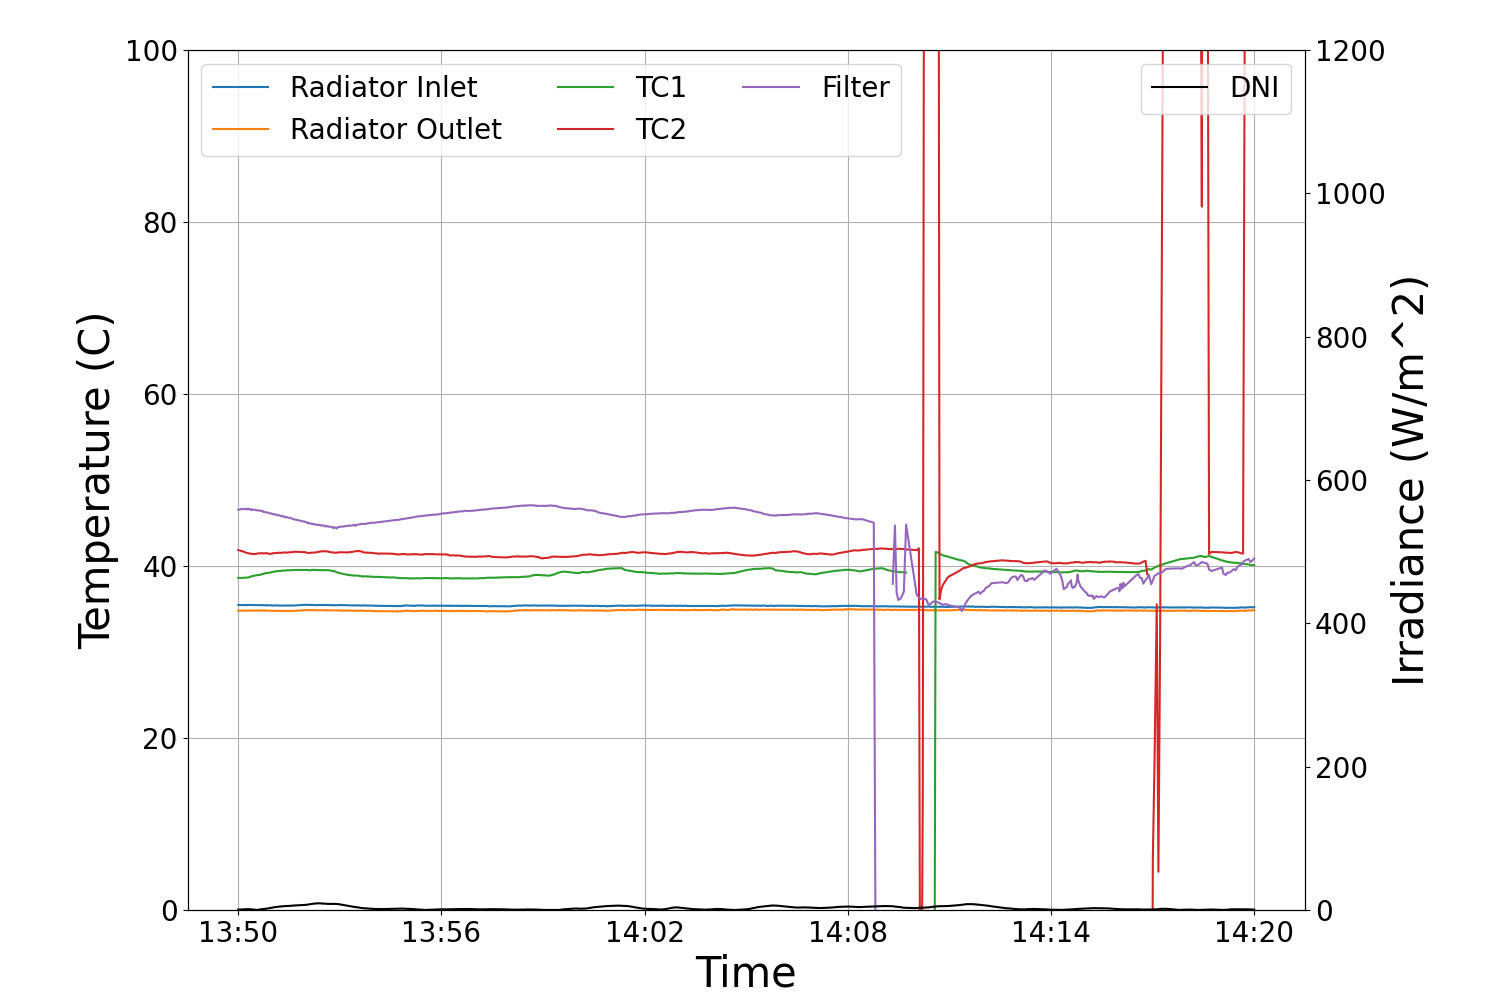 Radiator Inlet
Radiator Outlet
TC1
TC2
Filter
DNI
Temperature (C)
100
80
60
40
20
0
Irradiance (W/m^2)
1200
1000
800
600
400
200
0
13:50 13:56 14:02 14:08 14:14 14:20
Time